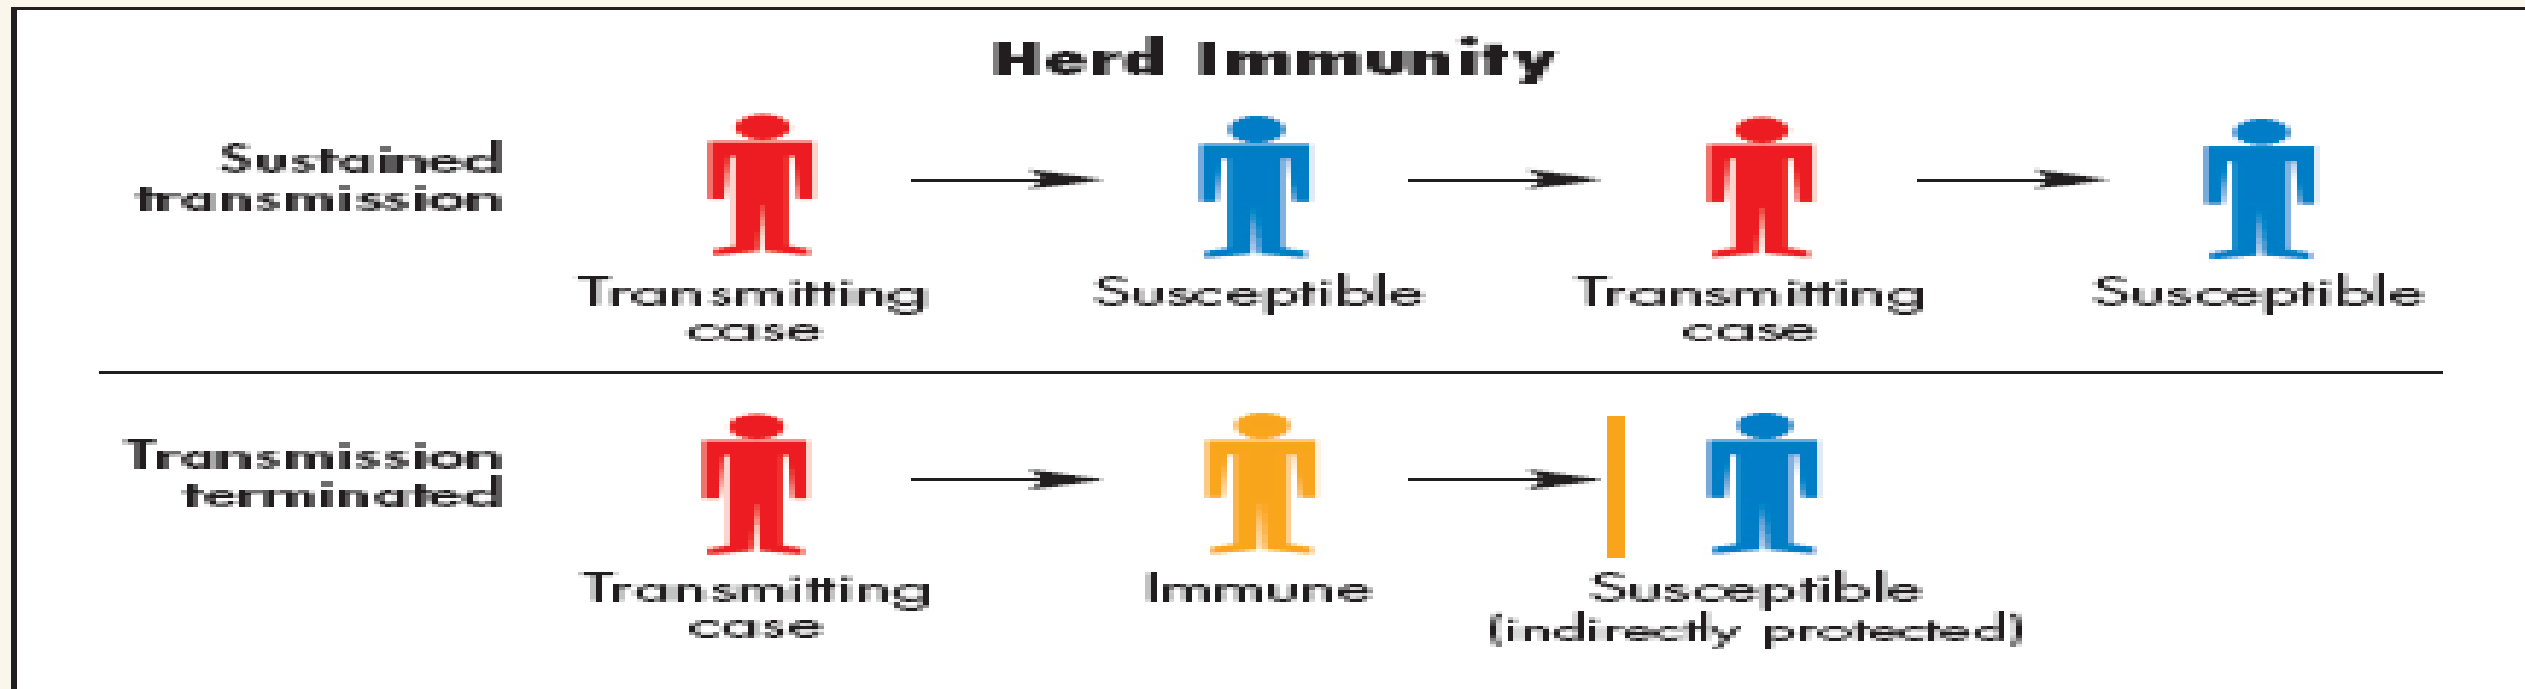 Herd Immunity
Sustained
transmission
Transmitting
case
Susceptible
Transmitting
case
Susceptible
Transmission
terminated
Transmitting
case
Immune
Susceptible
(indirectly protected)